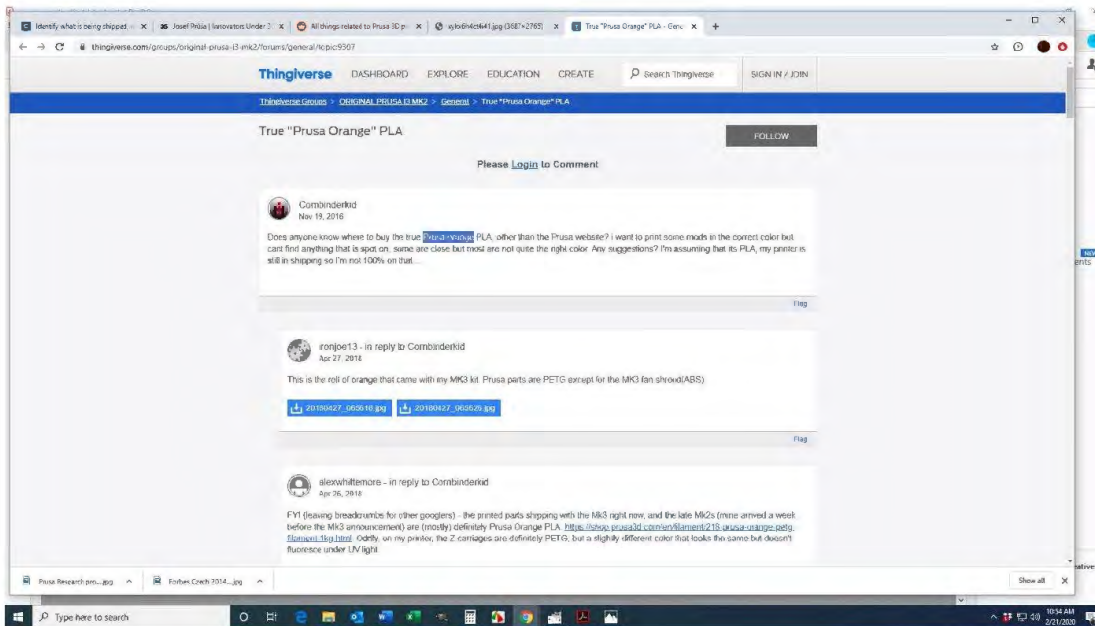 Identify what is being shipped
35 Josef Průša | Innovators Under 3
All things related to Prusa 3D p
xylo6h4ct4i41.jpg (3687×2765)
True "Prusa Orange" PLA - Gene
thingiverse.com/groups/original-prusa-i3-mk2/forums/general/topic:9307
Thingiverse DASHBOARD EXPLORE EDUCATION CREATE Search Thingiverse SIGN IN / JOIN
Thingiverse Groups > ORIGINAL PRUSA I3 MK2 > General > True "Prusa Orange" PLA
True "Prusa Orange" PLA
FOLLOW
Please Login to Comment
Cornbinderkid
Nov 19, 2016
Does anyone know where to buy the true Prusa orange PLA, other than the Prusa website? i want to print some mods in the correct color but
cant find anything that is spot on, some are close but most are not quite the right color. Any suggestions? I'm assuming that its PLA, my printer is
still in shipping so I'm not 100% on that...
Flag
ironjoe13 - in reply to Cornbinderkid
Apr 27, 2018
This is the roll of orange that came with my MK3 kit. Prusa parts are PETG except for the MK3 fan shroud(ABS)
20180427_065618.jpg 20180427_065626.jpg
Flag
alexwhittemore - in reply to Cornbinderkid
Apr 26, 2018
FYI (leaving breadcrumbs for other googlers) - the printed parts shipping with the Mk3 right now, and the late Mk2s (mine arrived a week
before the Mk3 announcement) are (mostly) definitely Prusa Orange PLA. https://shop.prusa3d.com/en/filament/218-prusa-orange-petg-
filament-1kg.html. Oddly, on my printer, the Z carriages are definitely PETG, but a slightly different color that looks the same but doesn't
fluoresce under UV light.
NEW
ents
eative
Prusa Research pro....jpg
Forbes Czech 2014....jpg
Show all
Type here to search
10:54 AM
2/21/2020